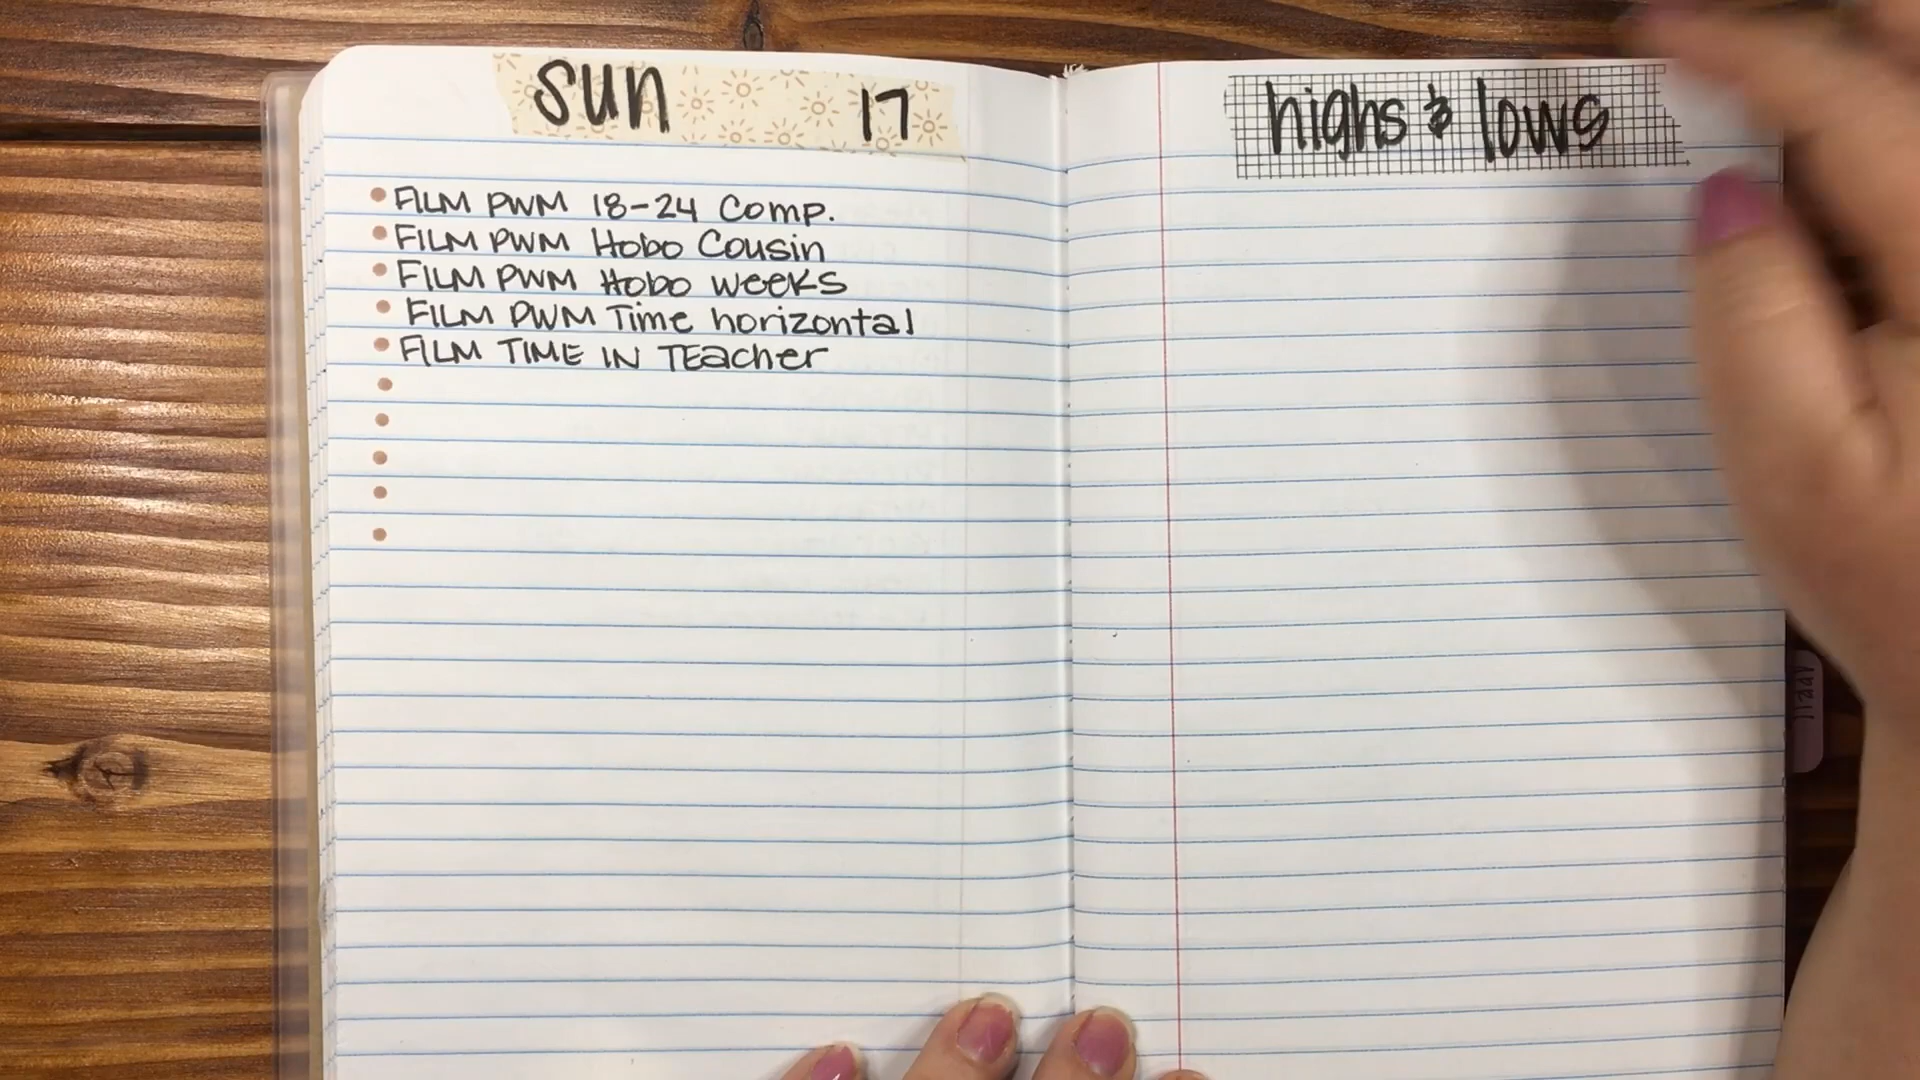 sun 17
FILM PWM 18-24 Comp.
FILM PWM Hobo Cousin
FILM PWM Hobo weeks
FILM PWM Time horizontal
FILM TIME IN TEacher
highs & lows
April